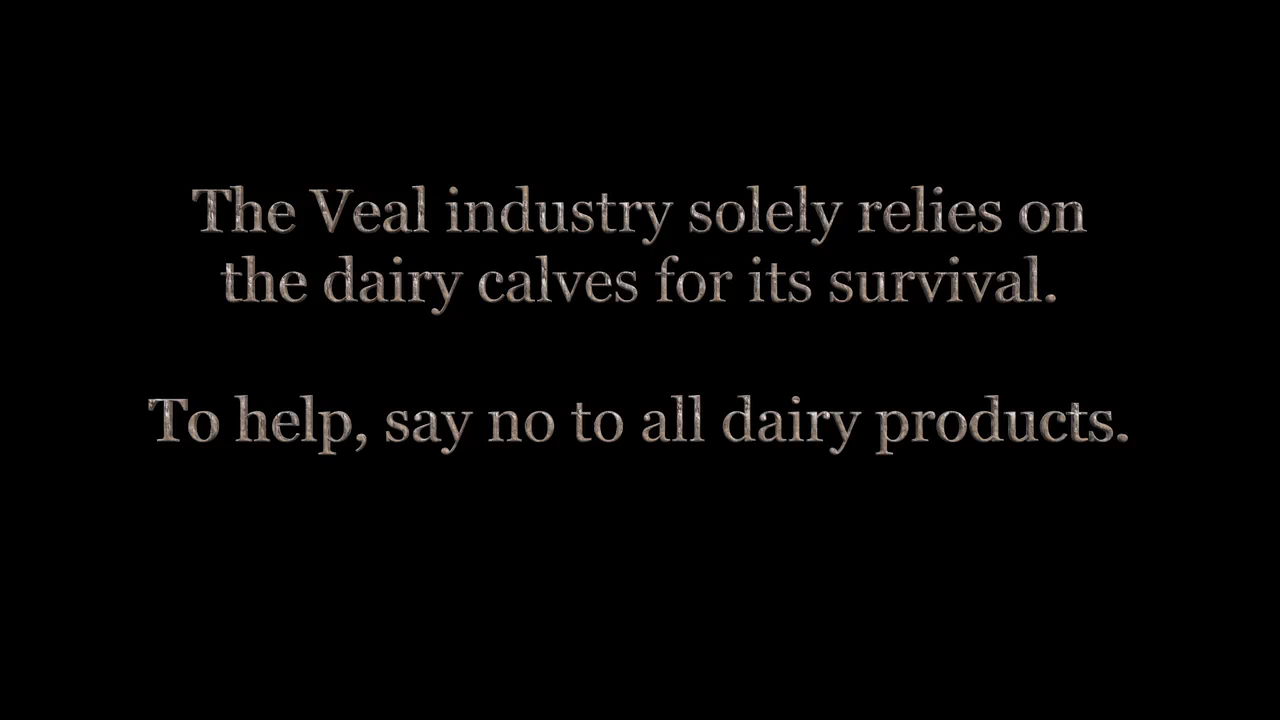 The Veal industry solely relies on
the dairy calves for its survival.
To help, say no to all dairy products.